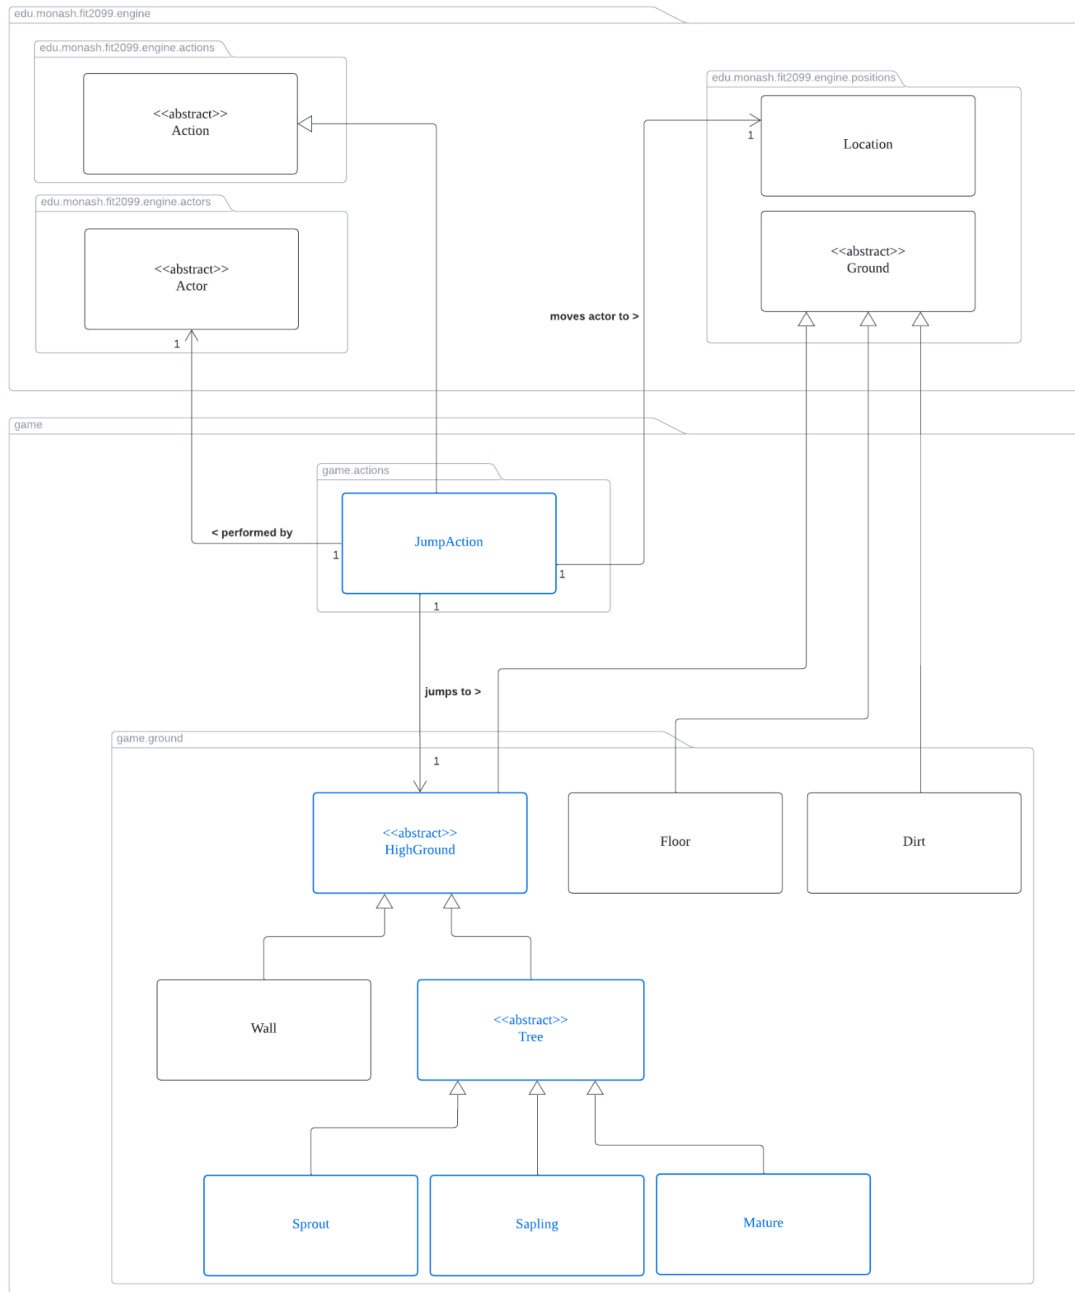 edu.monash.fit2099.engine
edu.monash.fit2099.engine.actions
<<abstract>>
Action
edu.monash.fit2099.engine.positions
1
Location
edu.monash.fit2099.engine.actors
<<abstract>>
Actor
1
<<abstract>>
Ground
moves actor to >
game
game.actions
< performed by
1
JumpAction
1
1
jumps to >
game.ground
1
<<abstract>>
HighGround
Floor
Dirt
Wall
<<abstract>>
Tree
Sprout
Sapling
Mature